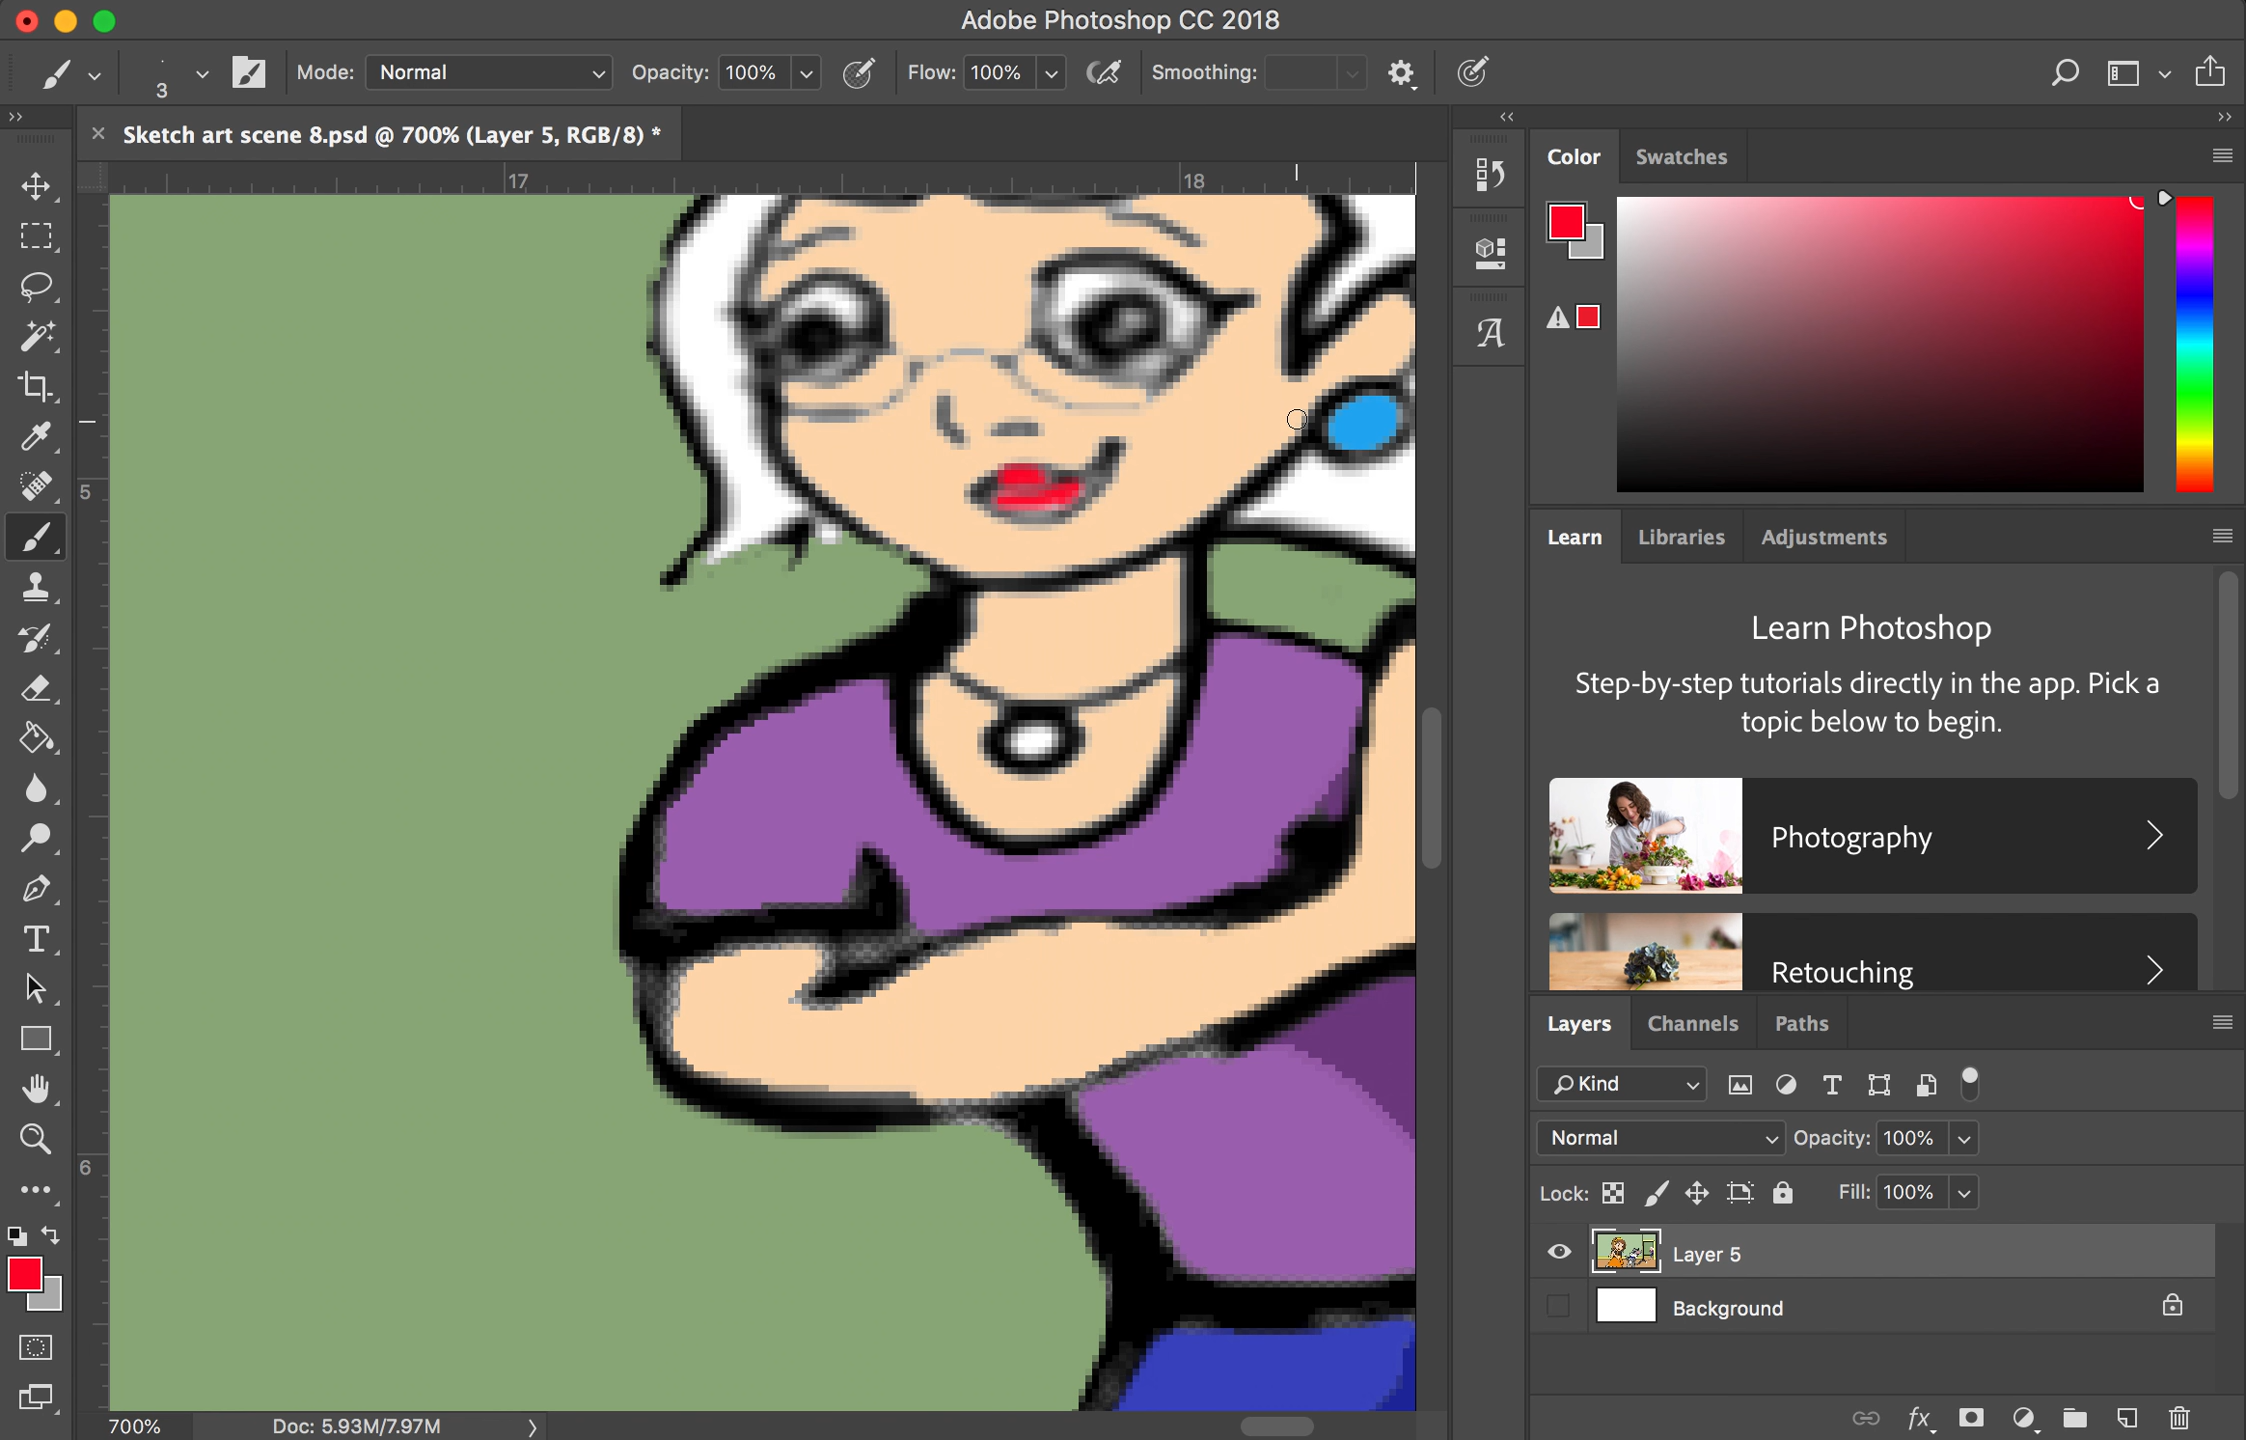 Adobe Photoshop CC 2018
3
Mode: Normal
Opacity: 100%
Flow: 100%
Smoothing:
Sketch art scene 8.psd @ 700% (Layer 5, RGB/8) *
17
18
5
6
Color
Swatches
Learn
Libraries
Adjustments
Learn Photoshop
Step-by-step tutorials directly in the app. Pick a
topic below to begin.
Photography
Retouching
Layers
Channels
Paths
Kind
Normal
Opacity: 100%
Lock:
Fill: 100%
Layer 5
Background
fx
700%
Doc: 5.93M/7.97M